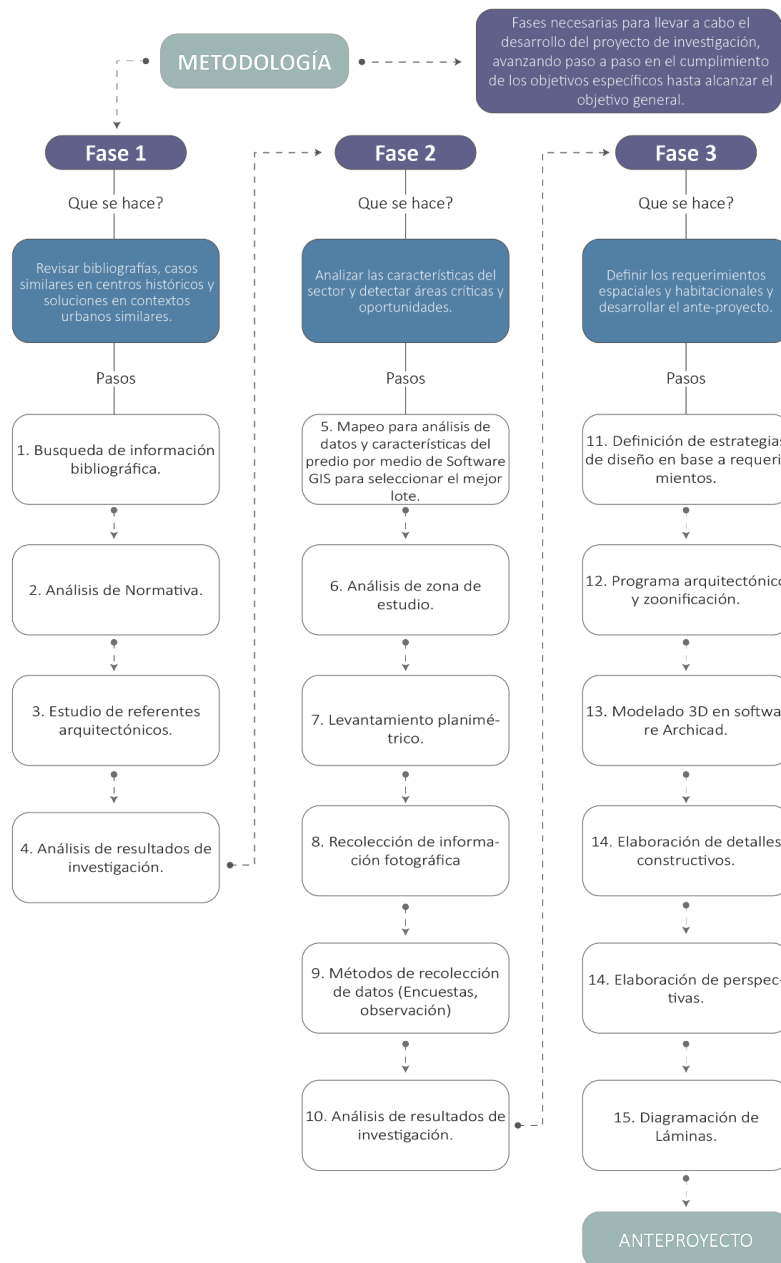 METODOLOGÍA
Fases necesarias para llevar a cabo el
desarrollo del proyecto de investigación,
avanzando paso a paso en el cumplimiento
de los objetivos específicos hasta alcanzar el
objetivo general.
Fase 1
Que se hace?
Revisar bibliografías, casos
similares en centros históricos y
soluciones en contextos
urbanos similares.
Pasos
1. Busqueda de información
bibliográfica.
2. Análisis de Normativa.
3. Estudio de referentes
arquitectónicos.
4. Análisis de resultados de
investigación.
Fase 2
Que se hace?
Analizar las características del
sector y detectar áreas críticas y
oportunidades.
Pasos
5. Mapeo para análisis de
datos y características del
predio por medio de Software
GIS para seleccionar el mejor
lote.
6. Análisis de zona de
estudio.
7. Levantamiento planimé-
trico.
8. Recolección de informa-
ción fotográfica
9. Métodos de recolección
de datos (Encuestas,
observación)
10. Análisis de resultados de
investigación.
Fase 3
Que se hace?
Definir los requerimientos
espaciales y habitacionales y
desarrollar el ante-proyecto.
Pasos
11. Definición de estrategias
de diseño en base a requeri-
mientos.
12. Programa arquitectónico
y zoonificación.
13. Modelado 3D en softwa-
re Archicad.
14. Elaboración de detalles
constructivos.
14. Elaboración de perspec-
tivas.
15. Diagramación de
Láminas.
ANTEPROYECTO